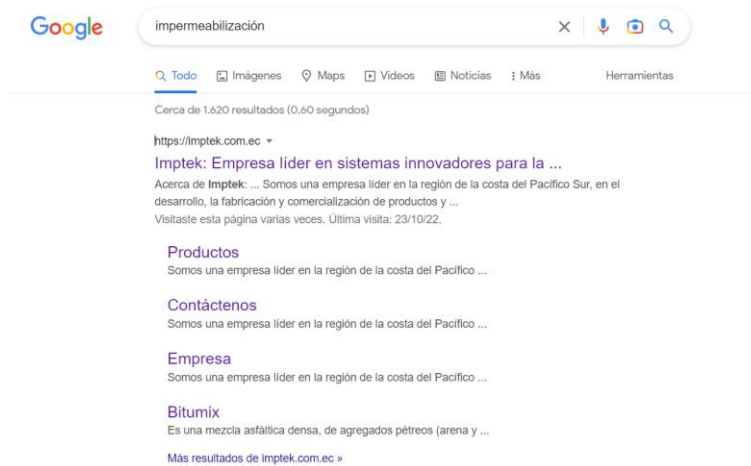 Google
impermeabilización
Todo Imágenes Maps Vídeos Noticias Más Herramientas
Cerca de 1.620 resultados (0,60 segundos)
https://imptek.com.ec
Imptek: Empresa líder en sistemas innovadores para la ...
Acerca de Imptek: ... Somos una empresa líder en la región de la costa del Pacífico Sur, en el
desarrollo, la fabricación y comercialización de productos y ...
Visitaste esta página varias veces. Última visita: 23/10/22.
Productos
Somos una empresa líder en la región de la costa del Pacífico ...
Contáctenos
Somos una empresa líder en la región de la costa del Pacífico ...
Empresa
Somos una empresa líder en la región de la costa del Pacífico ...
Bitumix
Es una mezcla asfáltica densa, de agregados pétreos (arena y ...
Más resultados de imptek.com.ec »